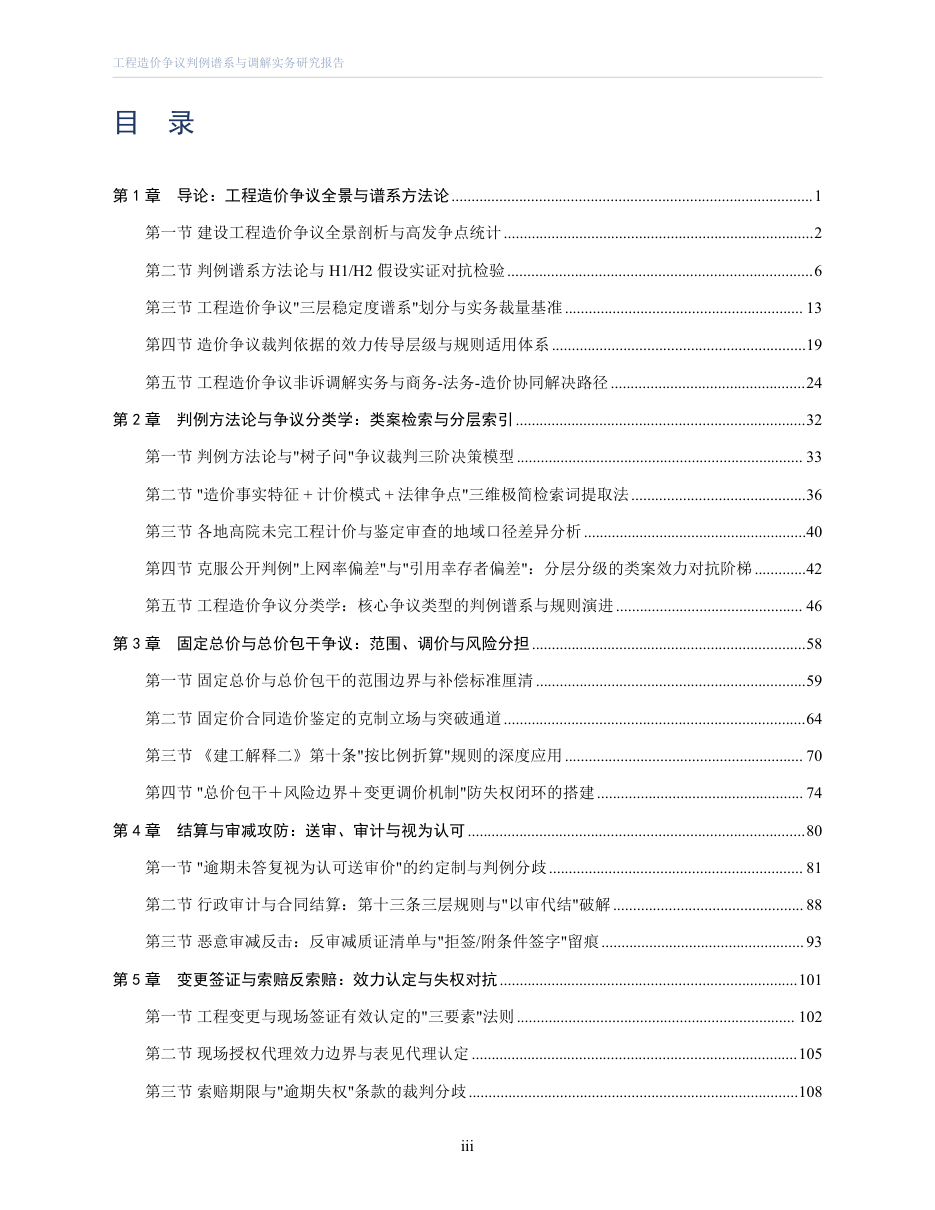 工程造价争议判例谱系与调解实务研究报告
目 录
第 1 章 导论：工程造价争议全景与谱系方法论 1
第一节 建设工程造价争议全景剖析与高发争点统计 2
第二节 判例谱系方法论与 H1/H2 假设实证对抗检验 6
第三节 工程造价争议"三层稳定度谱系"划分与实务裁量基准 13
第四节 造价争议裁判依据的效力传导层级与规则适用体系 19
第五节 工程造价争议非诉调解实务与商务-法务-造价协同解决路径 24
第 2 章 判例方法论与争议分类学：类案检索与分层索引 32
第一节 判例方法论与"树子问"争议裁判三阶决策模型 33
第二节 "造价事实特征 + 计价模式 + 法律争点"三维极简检索词提取法 36
第三节 各地高院未完工程计价与鉴定审查的地域口径差异分析 40
第四节 克服公开判例"上网率偏差"与"引用幸存者偏差"：分层分级的类案效力对抗阶梯 42
第五节 工程造价争议分类学：核心争议类型的判例谱系与规则演进 46
第 3 章 固定总价与总价包干争议：范围、调价与风险分担 58
第一节 固定总价与总价包干的范围边界与补偿标准厘清 59
第二节 固定价合同造价鉴定的克制立场与突破通道 64
第三节 《建工解释二》第十条"按比例折算"规则的深度应用 70
第四节 "总价包干＋风险边界＋变更调价机制"防失权闭环的搭建 74
第 4 章 结算与审减攻防：送审、审计与视为认可 80
第一节 "逾期未答复视为认可送审价"的约定制与判例分歧 81
第二节 行政审计与合同结算：第十三条三层规则与"以审代结"破解 88
第三节 恶意审减反击：反审减质证清单与"拒签/附条件签字"留痕 93
第 5 章 变更签证与索赔反索赔：效力认定与失权对抗 101
第一节 工程变更与现场签证有效认定的"三要素"法则 102
第二节 现场授权代理效力边界与表见代理认定 105
第三节 索赔期限与"逾期失权"条款的裁判分歧 108
iii